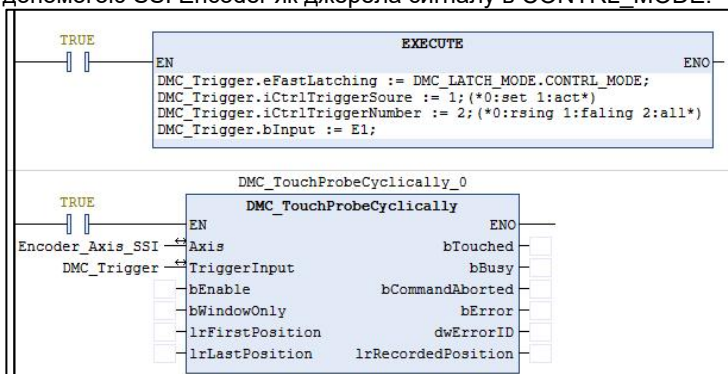 допомогою SSI Encoder як джерела сигналу в CONTRL_MODE.
TRUE
EXECUTE
EN ENO
DMC_Trigger.eFastLatching := DMC_LATCH_MODE.CONTRL_MODE;
DMC_Trigger.iCtrlTriggerSoure := 1;(*0:set 1:act*)
DMC_Trigger.iCtrlTriggerNumber := 2;(*0:rsing 1:faling 2:all*)
DMC_Trigger.bInput := E1;
DMC_TouchProbeCyclically_0
TRUE
DMC_TouchProbeCyclically
EN ENO
Encoder_Axis_SSI Axis bTouched
DMC_Trigger TriggerInput bBusy
bEnable bCommandAborted
bWindowOnly bError
lrFirstPosition dwErrorID
lrLastPosition lrRecordedPosition